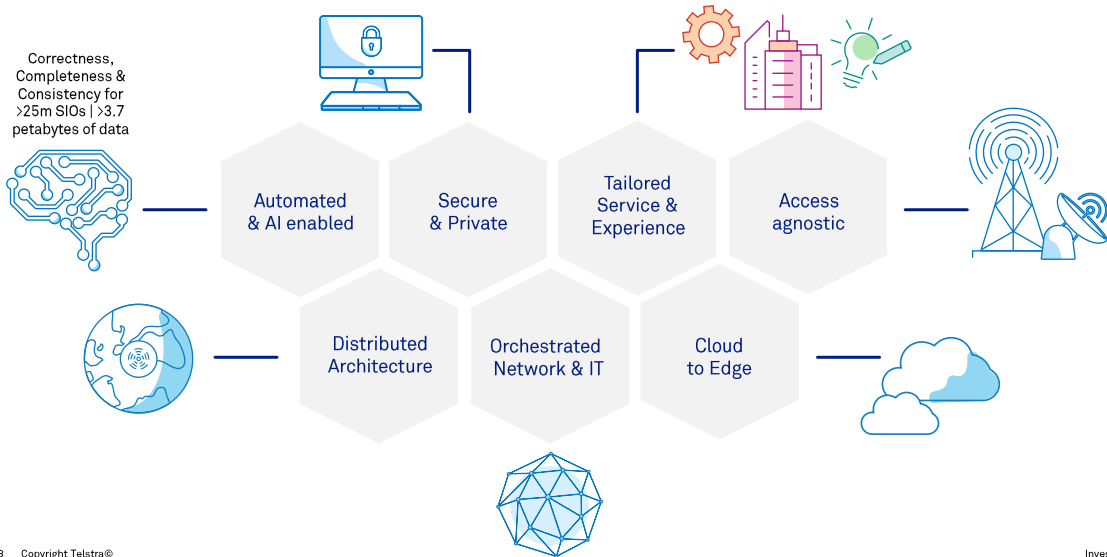 Correctness,
Completeness &
Consistency for
>25m SIOs | >3.7
petabytes of data
Automated
& AI enabled
Secure
& Private
Tailored
Service &
Experience
Access
agnostic
Distributed
Architecture
Orchestrated
Network & IT
Cloud
to Edge
Copyright Telstra©